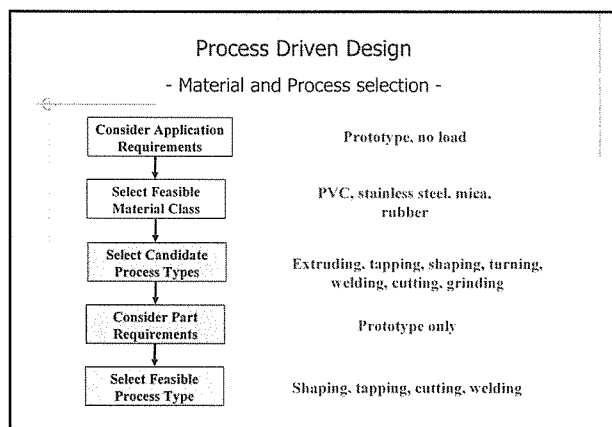 Process Driven Design
- Material and Process selection -
Consider Application
Requirements
Prototype, no load
Select Feasible
Material Class
PVC, stainless steel, mica,
rubber
Select Candidate
Process Types
Extruding, tapping, shaping, turning,
welding, cutting, grinding
Consider Part
Requirements
Prototype only
Select Feasible
Process Type
Shaping, tapping, cutting, welding